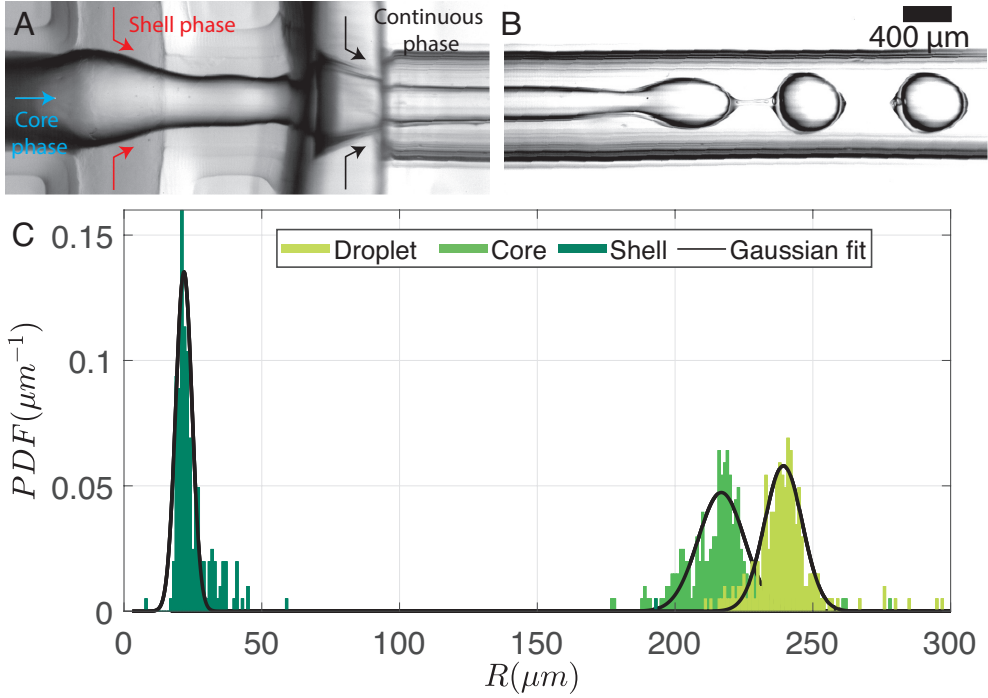 A
Shell phase
Continuous
phase
Core
phase
B
400 μm
C
Droplet Core Shell Gaussian fit
0.15
0.1
0.05
0
PDF(μm⁻¹)
0 50 100 150 200 250 300
R(μm)